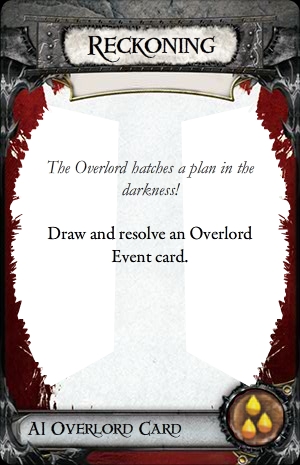 Reckoning
The Overlord hatches a plan in the
darkness!
Draw and resolve an Overlord
Event card.
AI Overlord Card